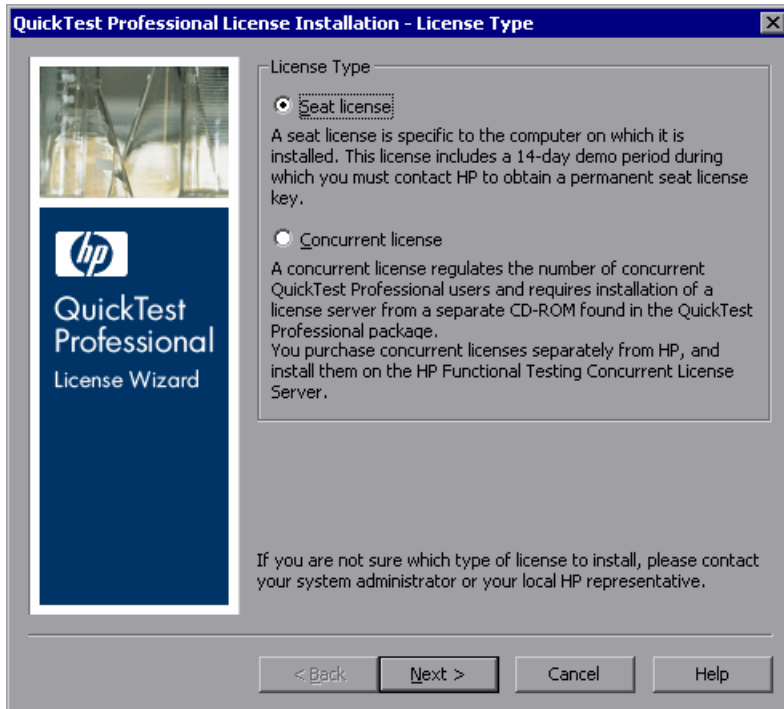 QuickTest Professional License Installation - License Type
License Type
Seat license
A seat license is specific to the computer on which it is
installed. This license includes a 14-day demo period during
which you must contact HP to obtain a permanent seat license
key.
Concurrent license
A concurrent license regulates the number of concurrent
QuickTest Professional users and requires installation of a
license server from a separate CD-ROM found in the QuickTest
Professional package.
You purchase concurrent licenses separately from HP, and
install them on the HP Functional Testing Concurrent License
Server.
hp
QuickTest
Professional
License Wizard
If you are not sure which type of license to install, please contact
your system administrator or your local HP representative.
< Back
Next >
Cancel
Help